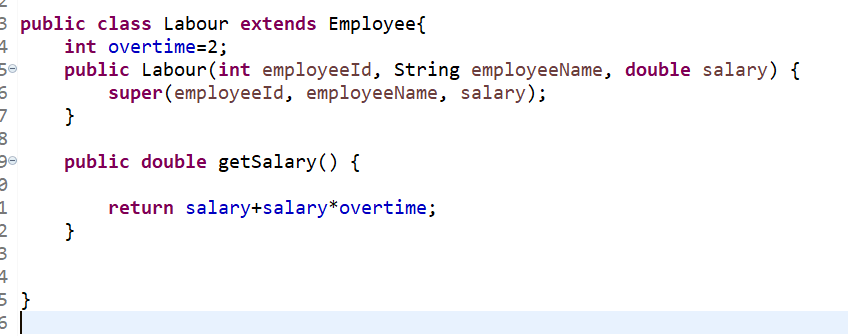 2
3 public class Labour extends Employee{
4     int overtime=2;
5     public Labour(int employeeId, String employeeName, double salary) {
6         super(employeeId, employeeName, salary);
7     }
8
9     public double getSalary() {
0
1         return salary+salary*overtime;
2     }
3
4
5 }
6